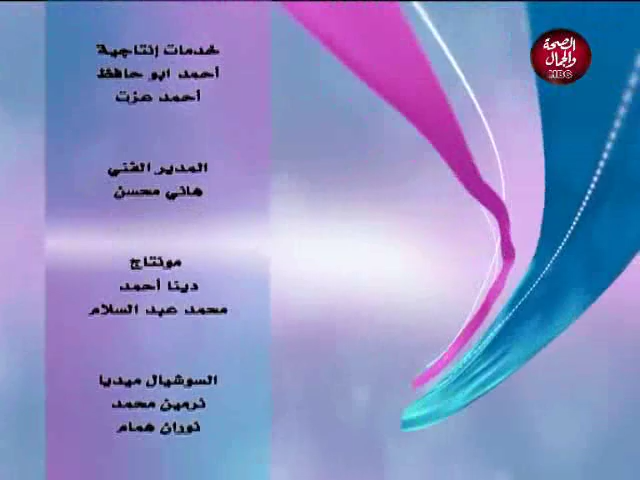 خدمات إنتاجية
أحمد ابو حافظ
أحمد عزت
المدير الفني
هاني محسن
مونتاج
دينا أحمد
محمد عبد السلام
السوشيال ميديا
نرمين محمد
نوران همام
الصحة
والجمال
MBC